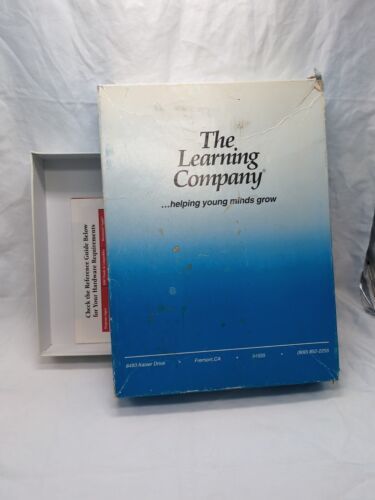 The
Learning
Company®
...helping young minds grow
6493 Kaiser Drive • Fremont, CA • 94555 • (800) 852-2255
Check the Reference Guide Below
for Your Hardware Requirements